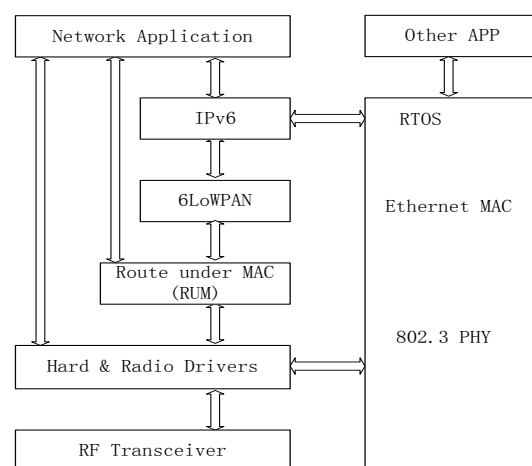 Network Application
Other APP
IPv6
RTOS
6LoWPAN
Ethernet MAC
Route under MAC
(RUM)
802.3 PHY
Hard & Radio Drivers
RF Transceiver